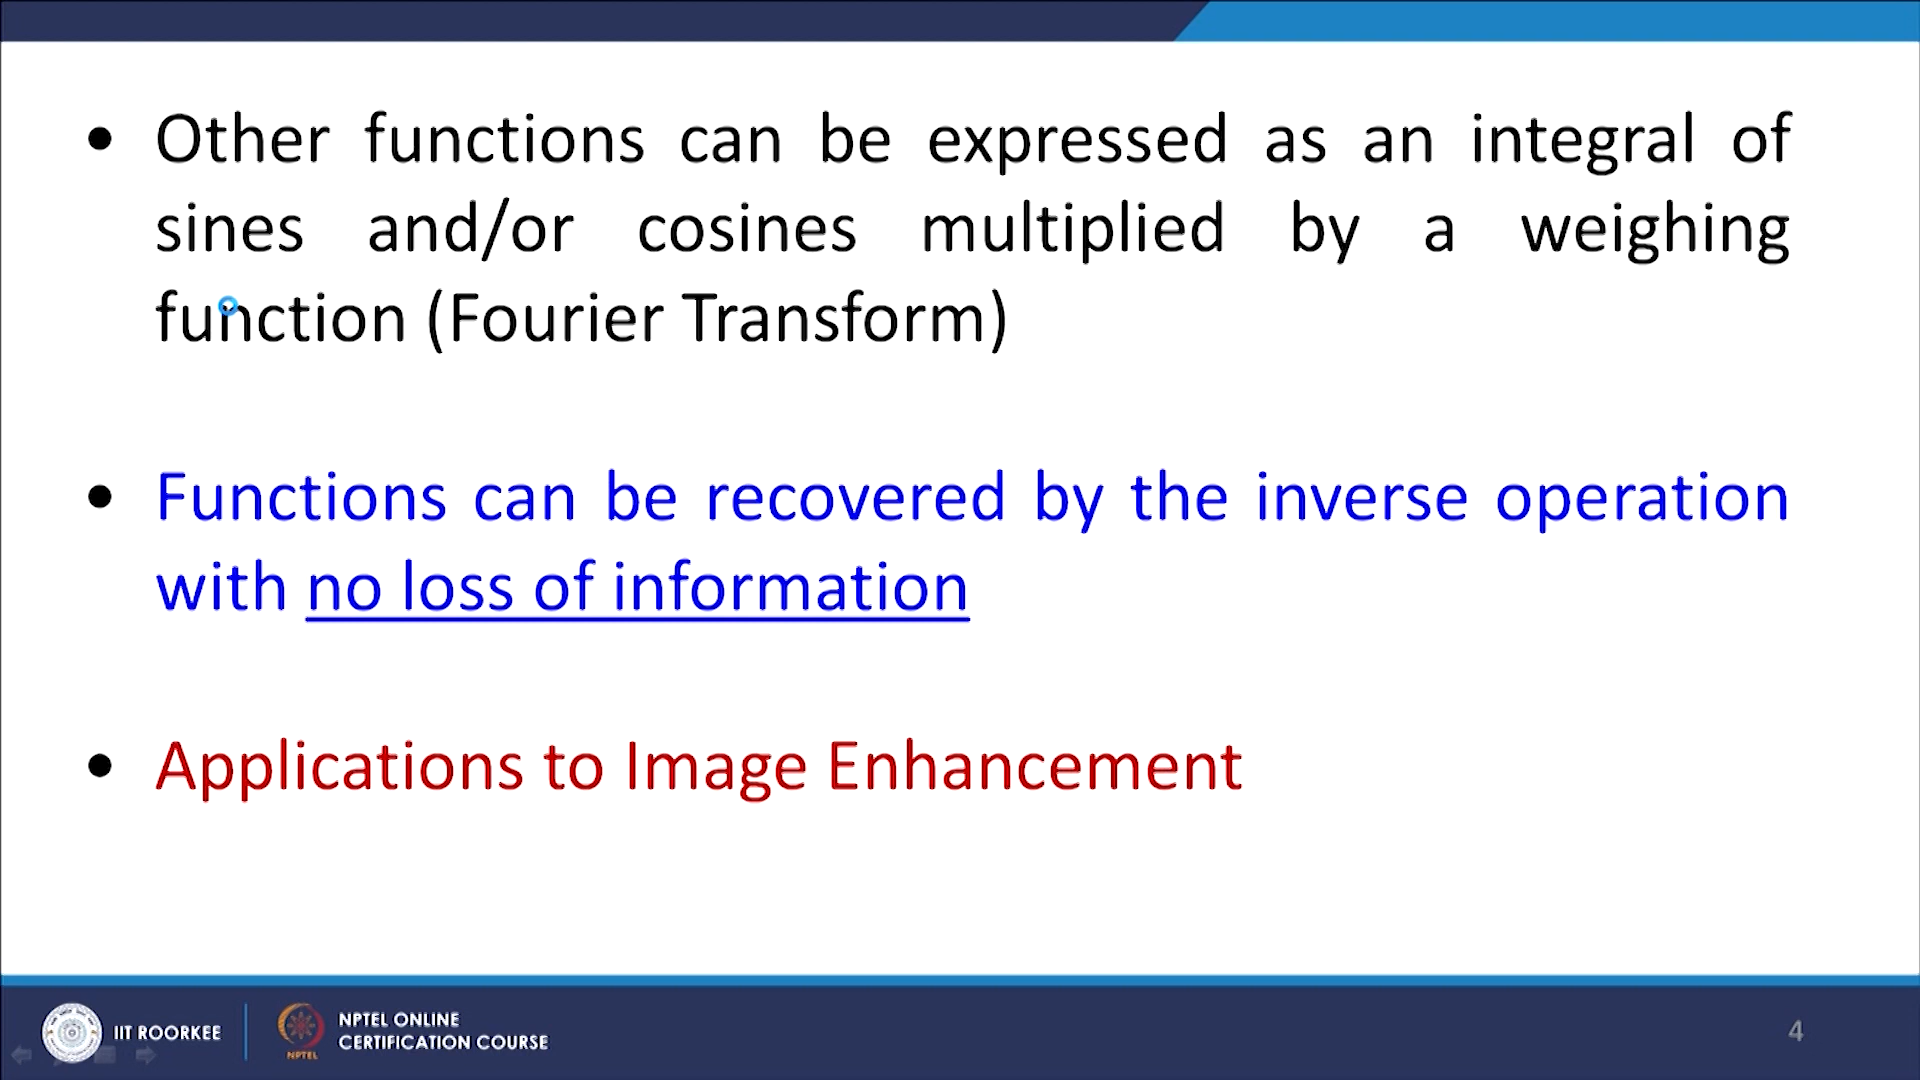 • Other functions can be expressed as an integral of
sines and/or cosines multiplied by a weighing
function (Fourier Transform)
• Functions can be recovered by the inverse operation
with no loss of information
• Applications to Image Enhancement
IIT ROORKEE
NPTEL
NPTEL ONLINE
CERTIFICATION COURSE
4